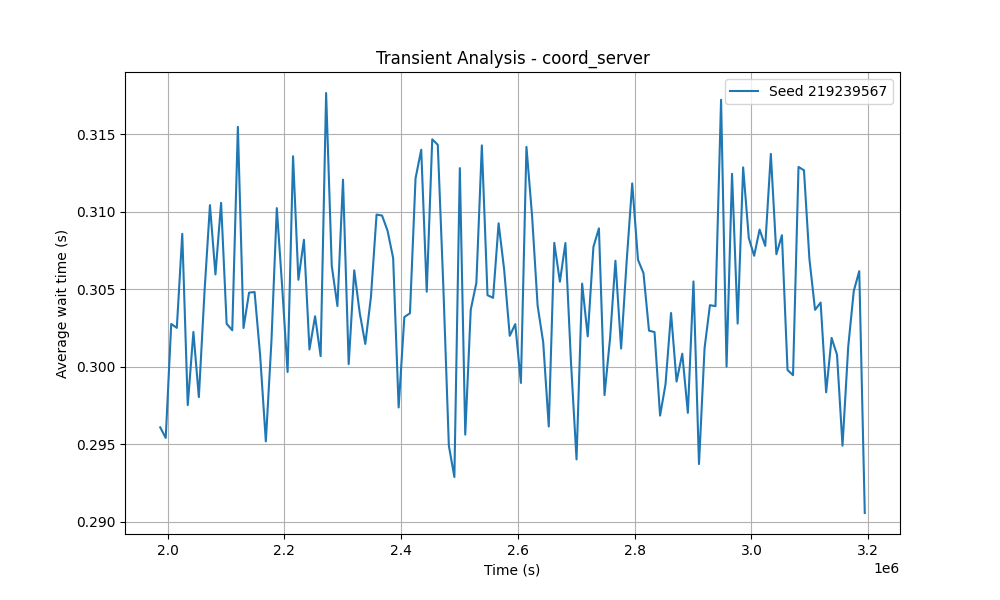 Transient Analysis - coord_server
Seed 219239567
Average wait time (s)
0.315
0.310
0.305
0.300
0.295
0.290
2.0 2.2 2.4 2.6 2.8 3.0 3.2
1e6
Time (s)